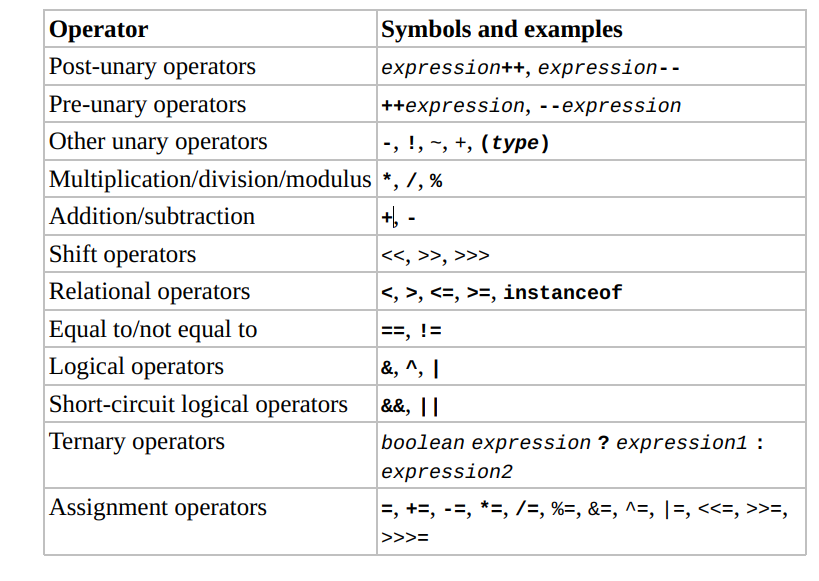 Operator Symbols and examples
Post-unary operators expression++, expression--
Pre-unary operators ++expression, --expression
Other unary operators -, !, ~, +, (type)
Multiplication/division/modulus *, /, %
Addition/subtraction +, -
Shift operators <<, >>, >>>
Relational operators <, >, <=, >=, instanceof
Equal to/not equal to ==, !=
Logical operators &, ^, |
Short-circuit logical operators &&, ||
Ternary operators boolean expression ? expression1 :
expression2
Assignment operators =, +=, -=, *=, /=, %=, &=, ^=, |=, <<=, >>=,
>>>=